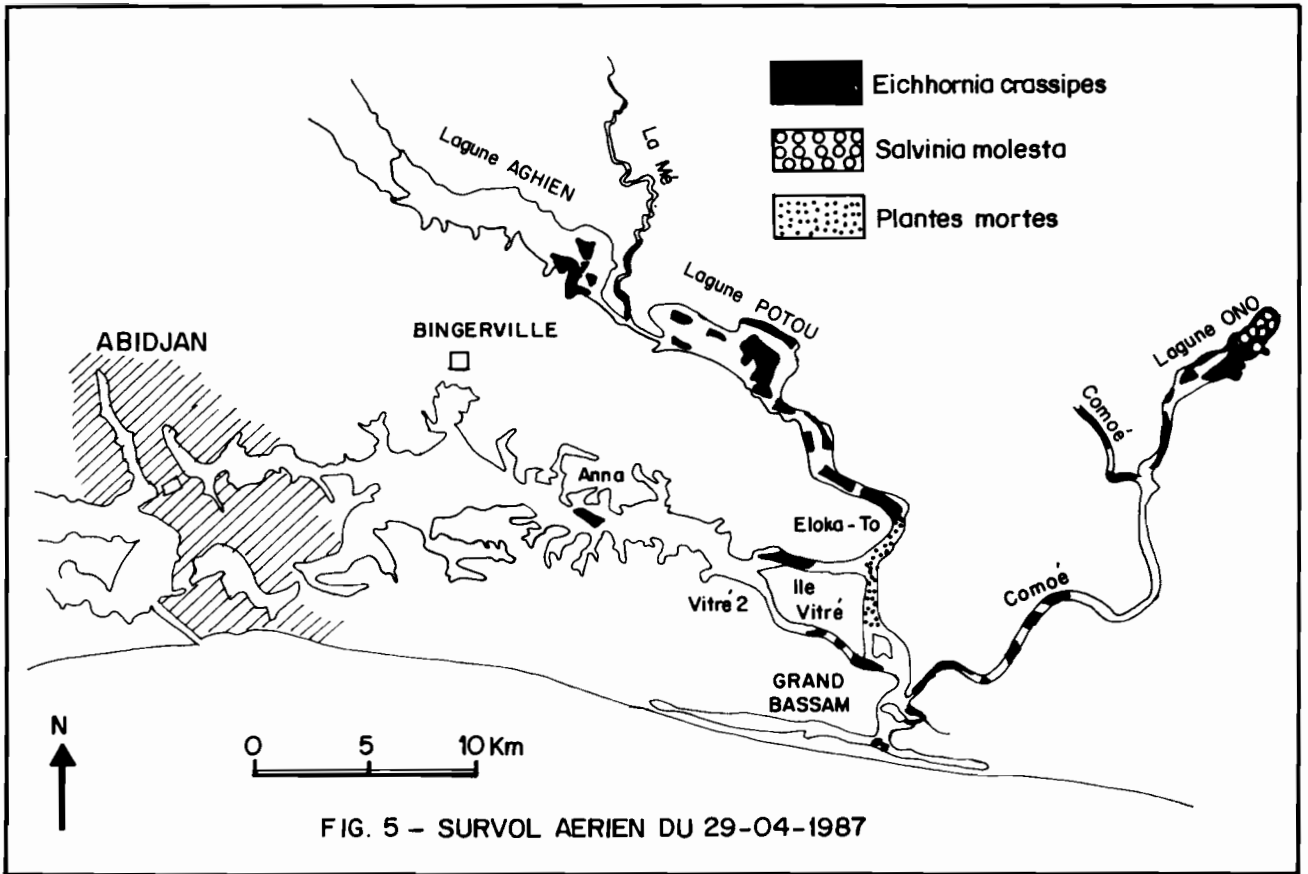 Eichhornia crassipes
Salvinia molesta
Plantes mortes
Lagune AGHIEN
La Mé
Lagune POTOU
Lagune ONO
ABIDJAN
BINGERVILLE
Comoé
Anna
Eloka-To
Comoé
Vitré 2
Ile
Vitré
GRAND
BASSAM
N
0 5 10 Km
FIG. 5 - SURVOL AERIEN DU 29-04-1987